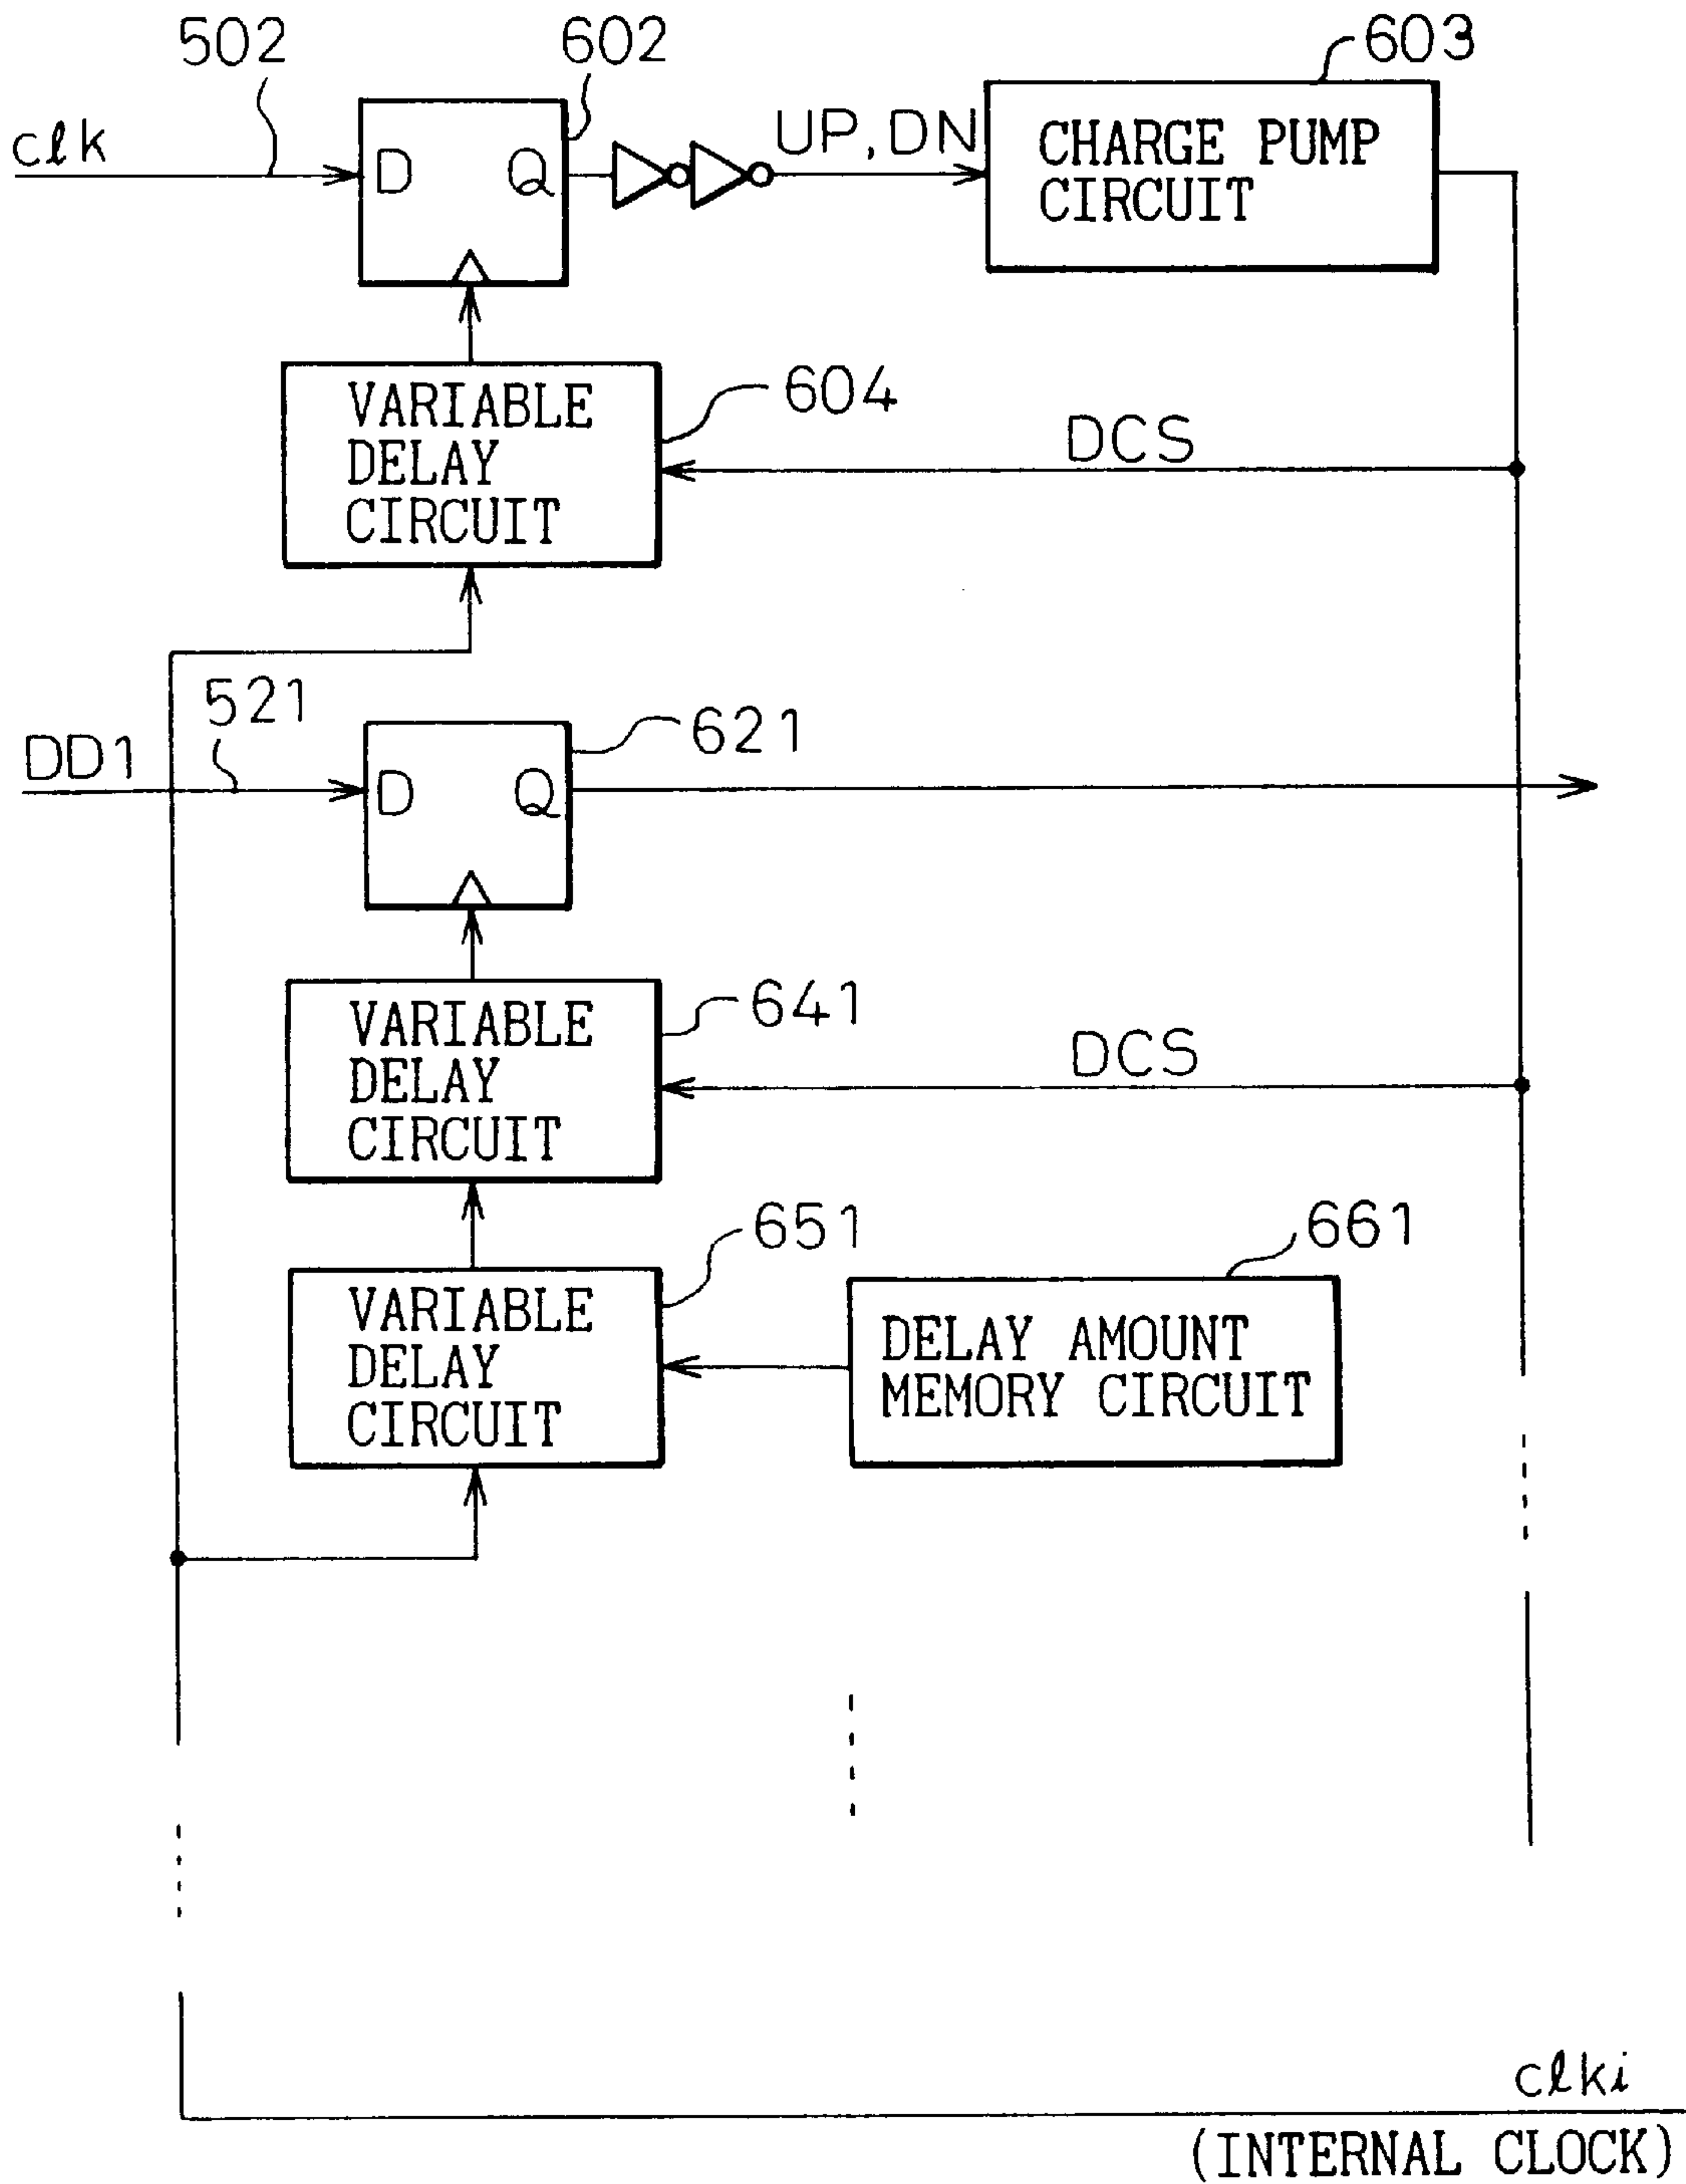 502
602
603
clk
D
Q
UP, DN
CHARGE PUMP
CIRCUIT
VARIABLE
DELAY
CIRCUIT
604
DCS
521
621
DD1
D
Q
VARIABLE
DELAY
CIRCUIT
641
DCS
651
661
VARIABLE
DELAY
CIRCUIT
DELAY AMOUNT
MEMORY CIRCUIT
clki
(INTERNAL CLOCK)